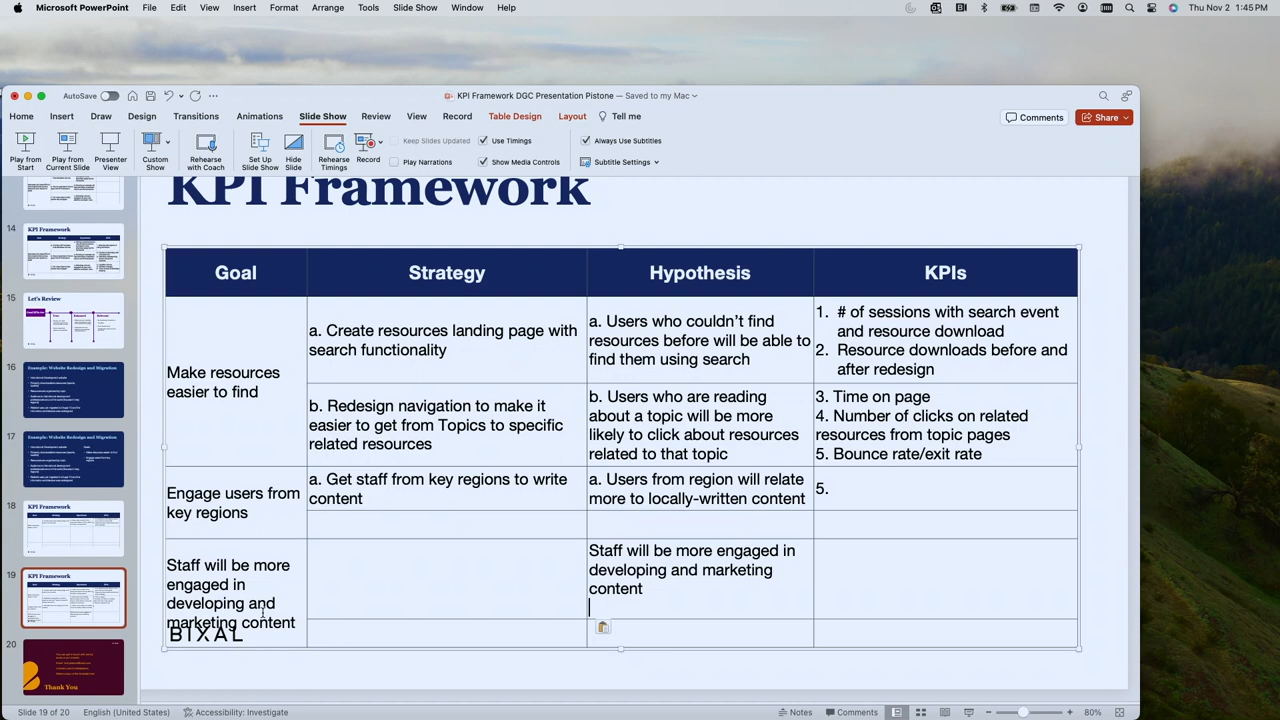 Microsoft PowerPoint File Edit View Insert Format Arrange Tools Slide Show Window Help
Thu Nov 2 1:45PM
AutoSave
KPI Framework DGC Presentation Pistone — Saved to my Mac
Home Insert Draw Design Transitions Animations Slide Show Review View Record Table Design Layout Tell me
Comments Share
Play from Start
Play from Current Slide
Presenter View
Custom Show
Rehearse with Coach
Set Up Slide Show
Hide Slide
Rehearse Timings
Record
Keep Slides Updated
Play Narrations
Use Timings
Show Media Controls
Always Use Subtitles
Subtitle Settings
KPI Framework
Goal Strategy Hypothesis KPIs
Make resources
easier to find
a. Create resources landing page with
search functionality
a. Users who couldn't find
resources before will be able to
find them using search
1. # of sessions with search event
and resource download
2. Resource downloads before and
after redesign
b. Redesign navigation to make it
easier to get from Topics to specific
related resources
b. Users who are reading
about a topic will be more
likely to click about resources
related to that topic
3. Time on page
4. Number of clicks on related
resources from topic pages
5. Bounce rate/exit rate
Engage users from
key regions
a. Get staff from key regions to write
content
a. Users from region will relate
more to locally-written content
5.
Staff will be more
engaged in
developing and
marketing content
Staff will be more engaged in
developing and marketing
content
BIXAL
14
KPI Framework
15
Let's Review
16
Example: Website Redesign and Migration
17
Example: Website Redesign and Migration
18
KPI Framework
19
KPI Framework
20
Thank You
Slide 19 of 20 English (United States) Accessibility: Investigate
Notes Comments
80%